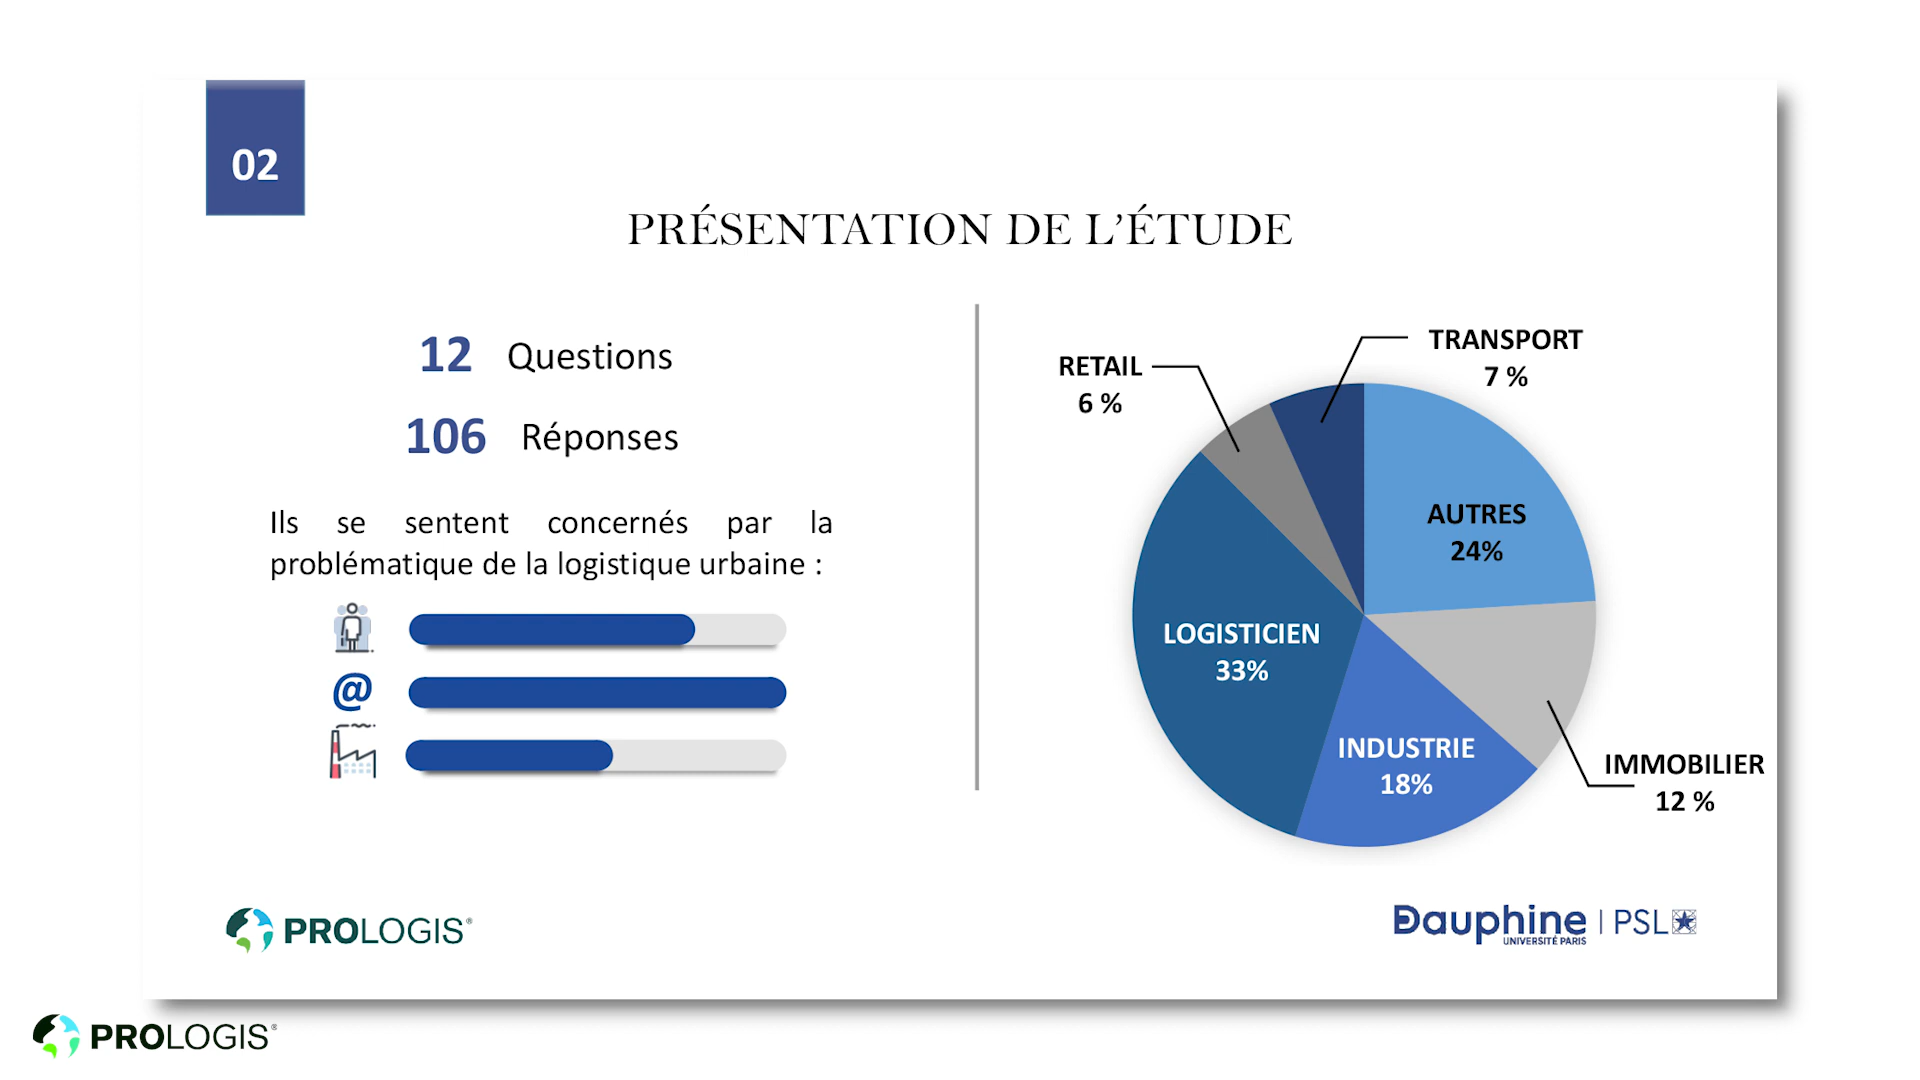 02
PRÉSENTATION DE L’ÉTUDE
12 Questions
106 Réponses
Ils se sentent concernés par la
problématique de la logistique urbaine :
@
RETAIL
6 %
TRANSPORT
7 %
AUTRES
24%
LOGISTICIEN
33%
INDUSTRIE
18%
IMMOBILIER
12 %
PROLOGIS®
Dauphine | PSL
UNIVERSITÉ PARIS
PROLOGIS®